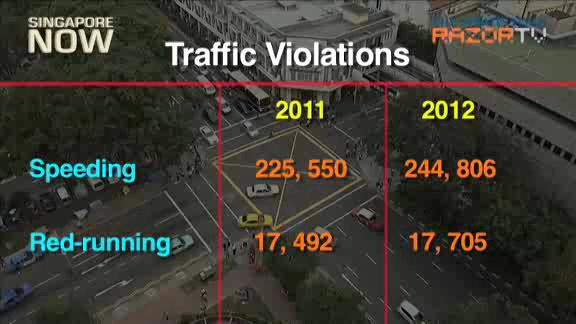 SINGAPORE
NOW
RAZORTV
Traffic Violations
2011 2012
Speeding 225, 550 244, 806
Red-running 17, 492 17, 705